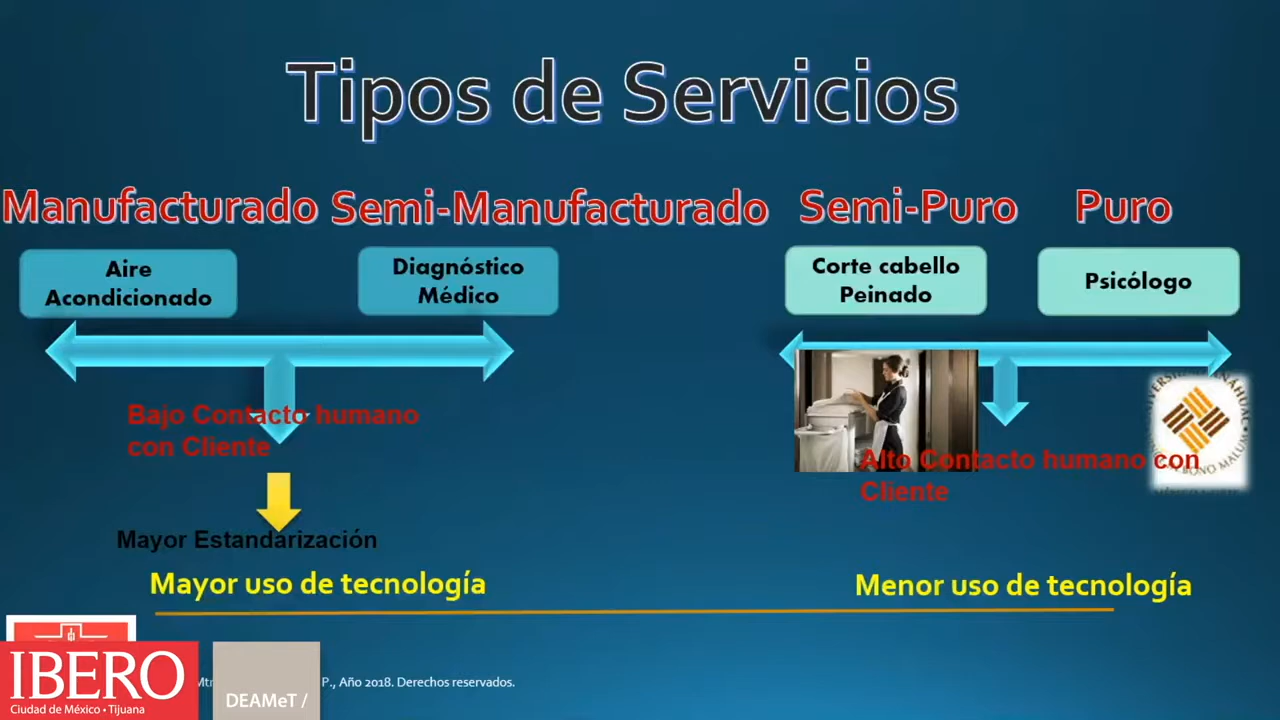 Tipos de Servicios
Manufacturado Semi-Manufacturado Semi-Puro Puro
Aire
Acondicionado
Diagnóstico
Médico
Corte cabello
Peinado
Psicólogo
Bajo Contacto humano
con Cliente
Alto Contacto humano con
Cliente
BONO MALUM
Mayor Estandarización
Mayor uso de tecnología
Menor uso de tecnología
IBERO
Ciudad de México • Tijuana
DEAMeT /
P., Año 2018. Derechos reservados.